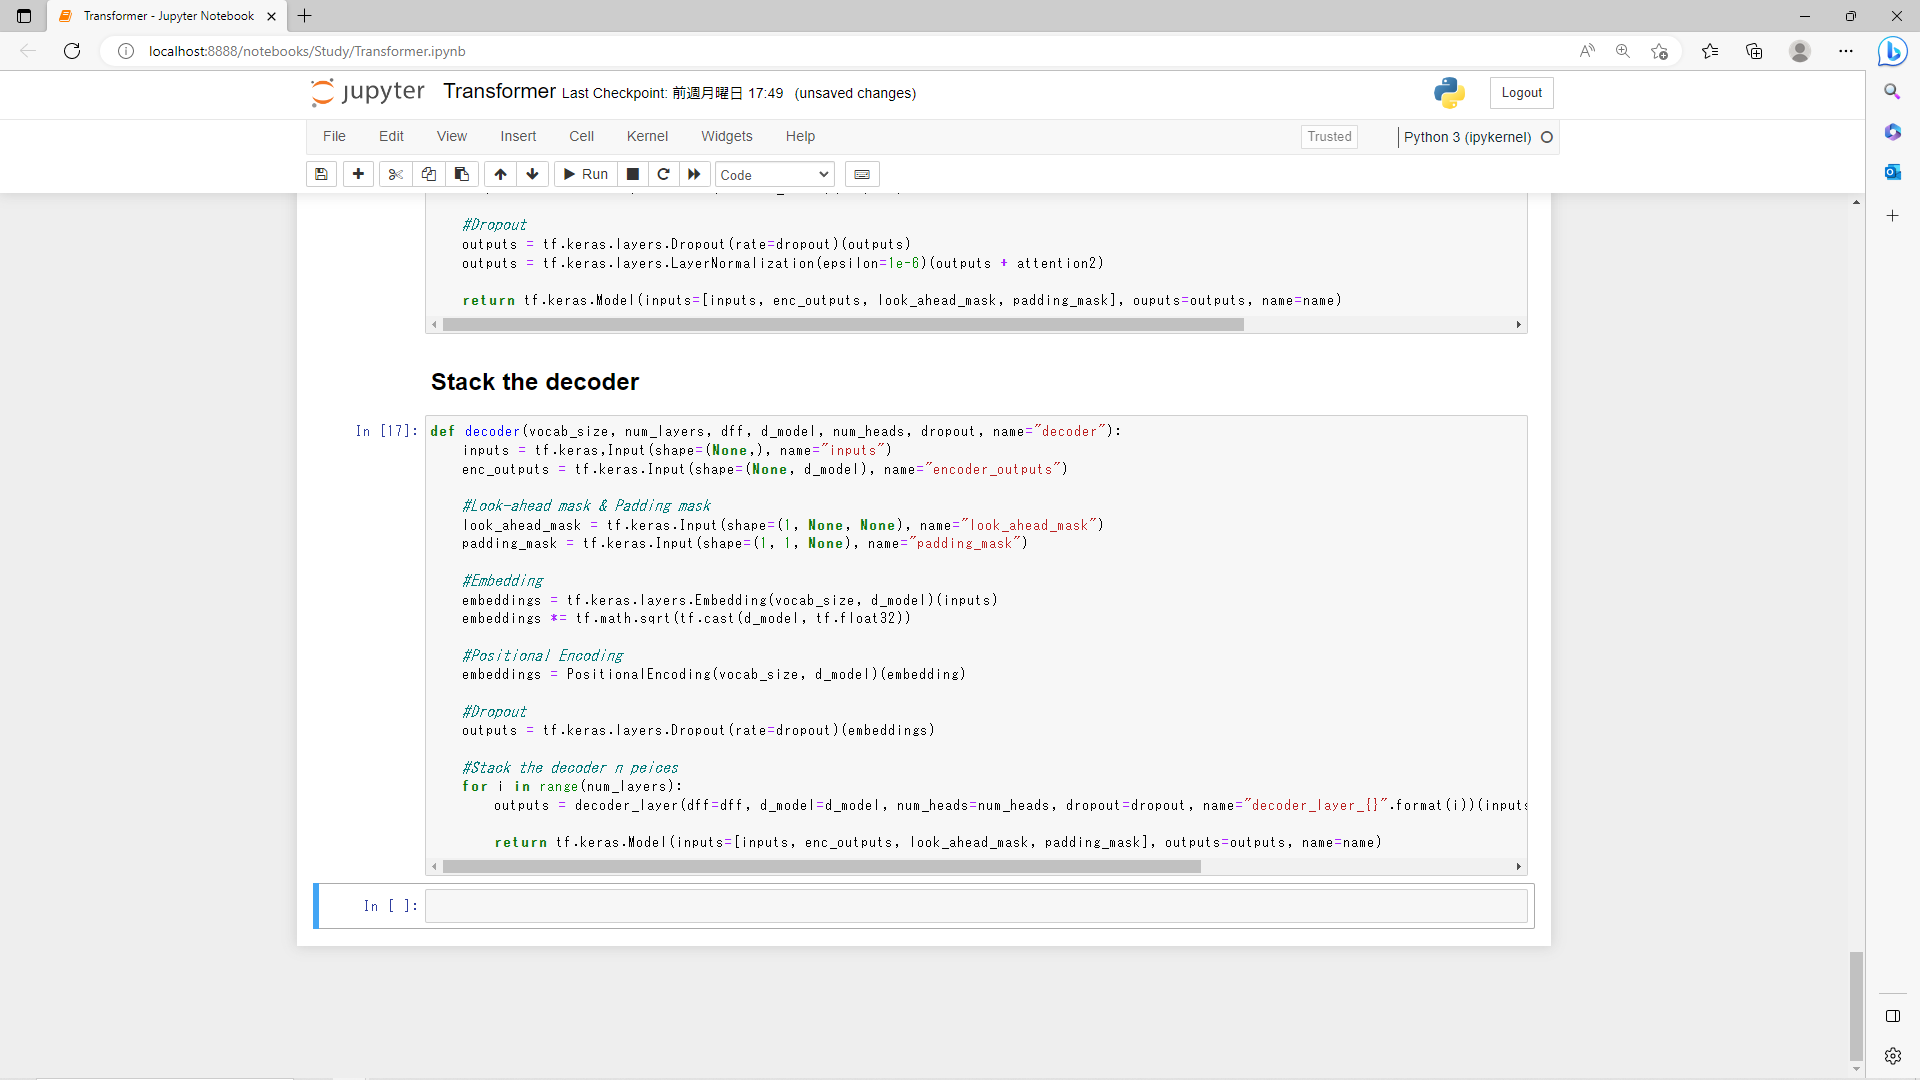 Transformer - Jupyter Notebook
localhost:8888/notebooks/Study/Transformer.ipynb
jupyter Transformer Last Checkpoint: 前週月曜日 17:49 (unsaved changes)
Logout
File Edit View Insert Cell Kernel Widgets Help
Trusted
Python 3 (ipykernel)
Run
Code
#Dropout
outputs = tf.keras.layers.Dropout(rate=dropout)(outputs)
outputs = tf.keras.layers.LayerNormalization(epsilon=1e-6)(outputs + attention2)
return tf.keras.Model(inputs=[inputs, enc_outputs, look_ahead_mask, padding_mask], ouputs=outputs, name=name)
Stack the decoder
In [17]:
def decoder(vocab_size, num_layers, dff, d_model, num_heads, dropout, name="decoder"):
inputs = tf.keras,Input(shape=(None,), name="inputs")
enc_outputs = tf.keras.Input(shape=(None, d_model), name="encoder_outputs")
#Look-ahead mask & Padding mask
look_ahead_mask = tf.keras.Input(shape=(1, None, None), name="look_ahead_mask")
padding_mask = tf.keras.Input(shape=(1, 1, None), name="padding_mask")
#Embedding
embeddings = tf.keras.layers.Embedding(vocab_size, d_model)(inputs)
embeddings *= tf.math.sqrt(tf.cast(d_model, tf.float32))
#Positional Encoding
embeddings = PositionalEncoding(vocab_size, d_model)(embedding)
#Dropout
outputs = tf.keras.layers.Dropout(rate=dropout)(embeddings)
#Stack the decoder n peices
for i in range(num_layers):
outputs = decoder_layer(dff=dff, d_model=d_model, num_heads=num_heads, dropout=dropout, name="decoder_layer_{}".format(i))(inputs
return tf.keras.Model(inputs=[inputs, enc_outputs, look_ahead_mask, padding_mask], outputs=outputs, name=name)
In [ ]: